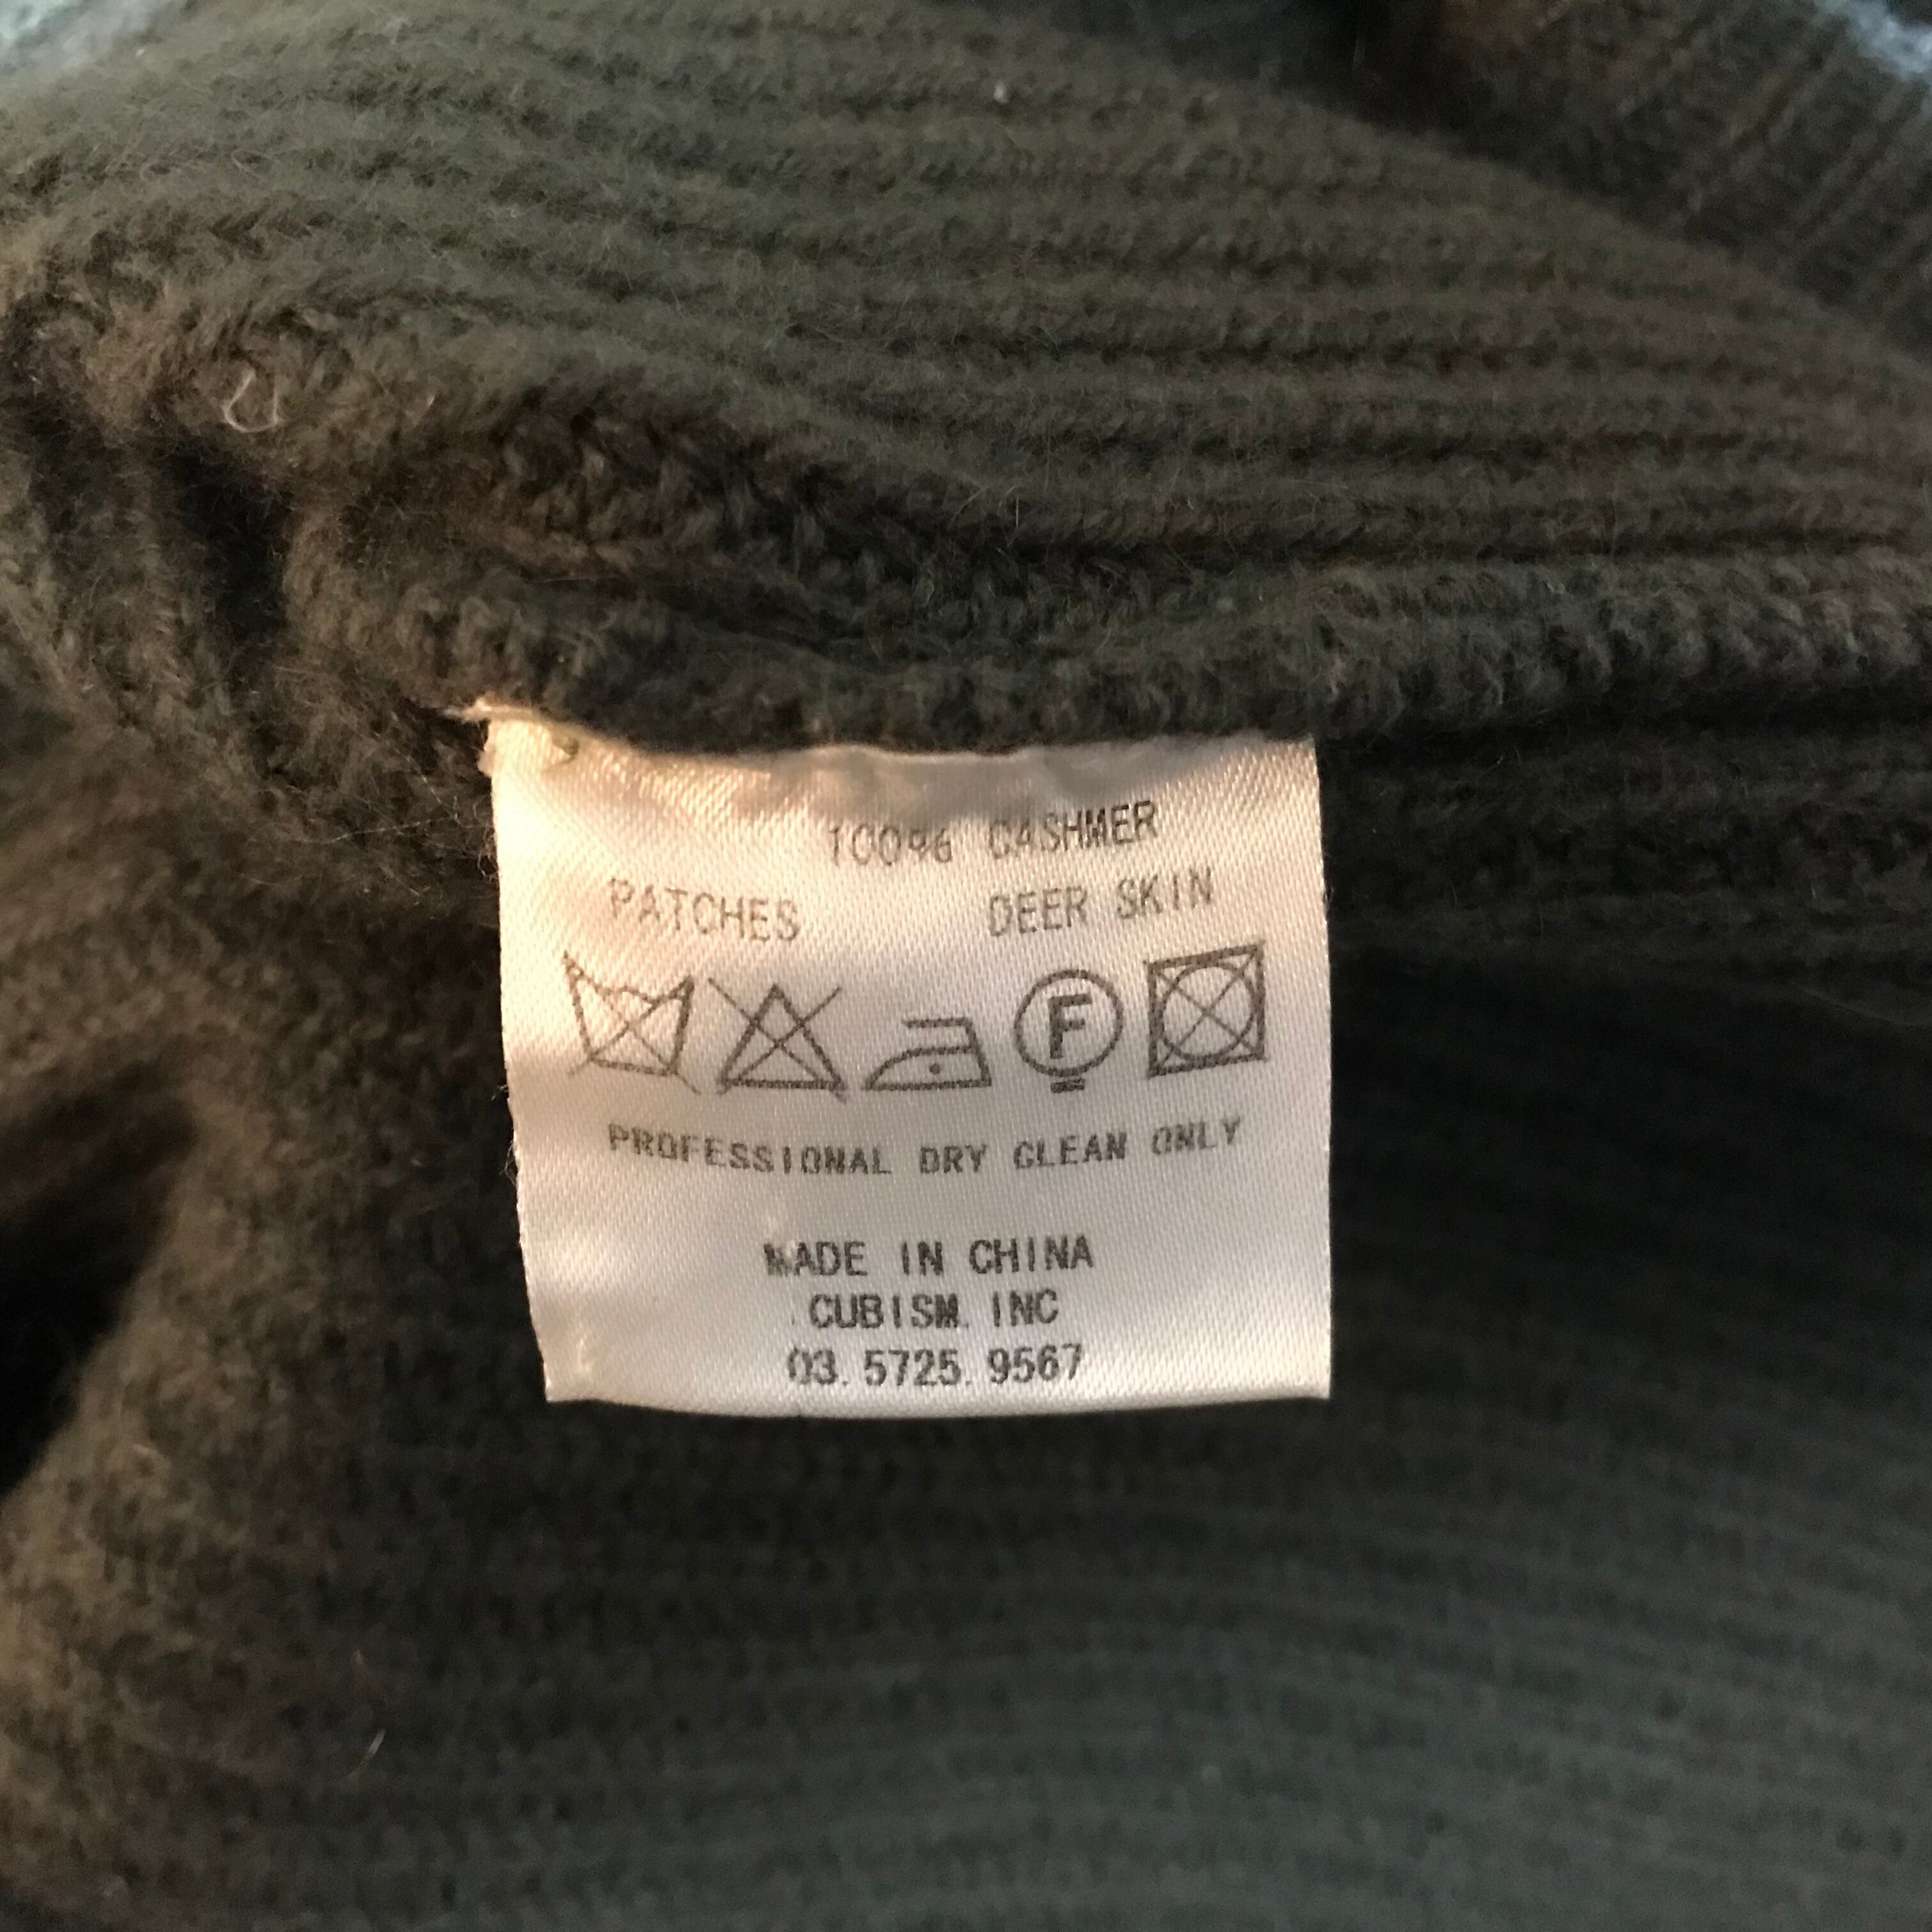 100% CASHMER
PATCHES DEER SKIN
F
PROFESSIONAL DRY CLEAN ONLY
MADE IN CHINA
CUBISM. INC
03. 5725. 9567